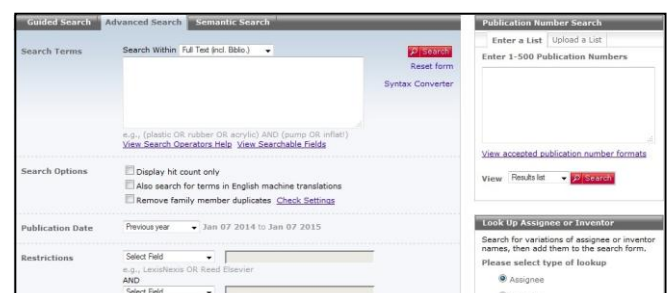 Guided Search Advanced Search Semantic Search
Search Terms
Search Within Full Text (incl. Biblio.)
Search
Reset form
Syntax Converter
e.g., (plastic OR rubber OR acrylic) AND (pump OR inflat!)
View Search Operators Help View Searchable Fields
Search Options
Display hit count only
Also search for terms in English machine translations
Remove family member duplicates Check Settings
Publication Date
Previous year Jan 07 2014 to Jan 07 2015
Restrictions
Select Field
e.g., LexisNexis OR Reed Elsevier
AND
Select Field
Publication Number Search
Enter a List Upload a List
Enter 1-500 Publication Numbers
View accepted publication number formats
View Results list Search
Look Up Assignee or Inventor
Search for variations of assignee or inventor
names, then add them to the search form.
Please select type of lookup
Assignee